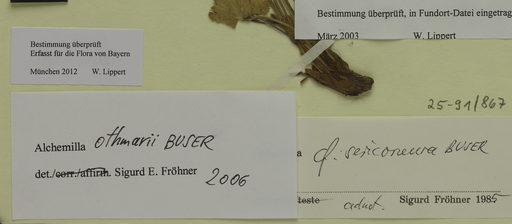 Bestimmung überprüft, in Fundort-Datei eingetrag
März 2003 W. Lippert
Bestimmung überprüft
Erfasst für die Flora von Bayern
München 2012 W. Lippert
25-91/867
Alchemilla othmarii BUSER
det./corr./affirm. Sigurd E. Fröhner 2006
a cf. sericoneura BUSER
teste adnot. Sigurd Fröhner 1985